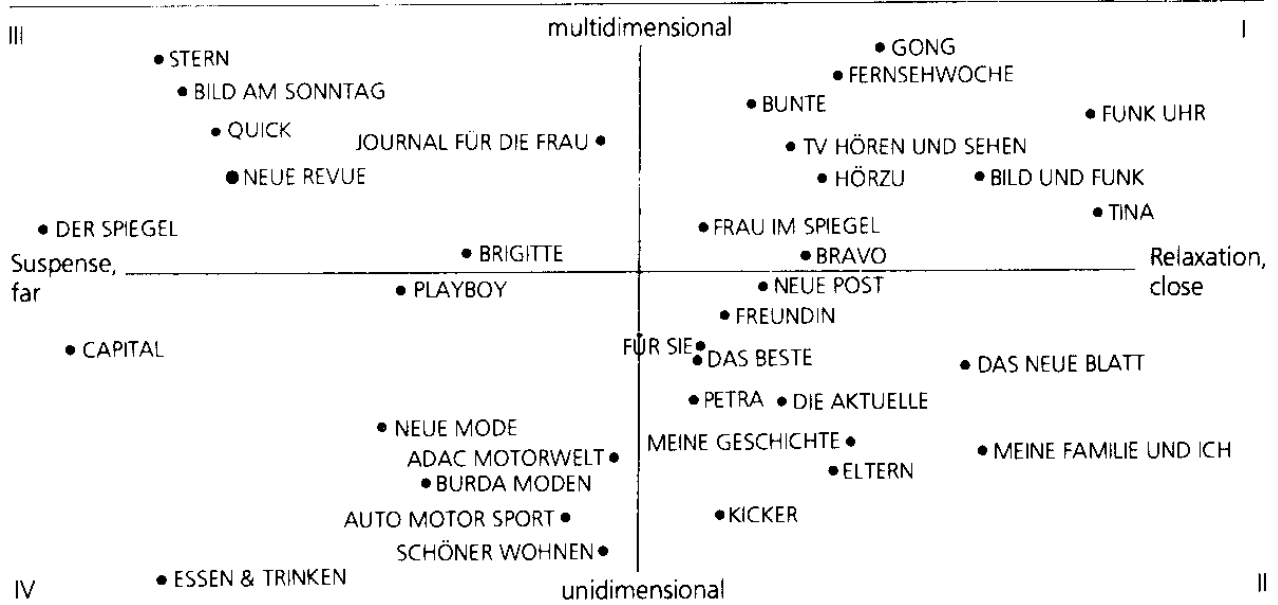 III multidimensional I
STERN GONG
FERNSEHWOCHE
BILD AM SONNTAG
BUNTE
FUNK UHR
QUICK
JOURNAL FÜR DIE FRAU
TV HÖREN UND SEHEN
NEUE REVUE HÖRZU BILD UND FUNK
TINA
DER SPIEGEL FRAU IM SPIEGEL
BRIGITTE BRAVO
Suspense, Relaxation,
far close
PLAYBOY NEUE POST
FREUNDIN
CAPITAL FÜR SIE
DAS BESTE DAS NEUE BLATT
PETRA DIE AKTUELLE
NEUE MODE
MEINE GESCHICHTE
MEINE FAMILIE UND ICH
ADAC MOTORWELT
ELTERN
BURDA MODEN
AUTO MOTOR SPORT KICKER
SCHÖNER WOHNEN
ESSEN & TRINKEN
IV unidimensional II